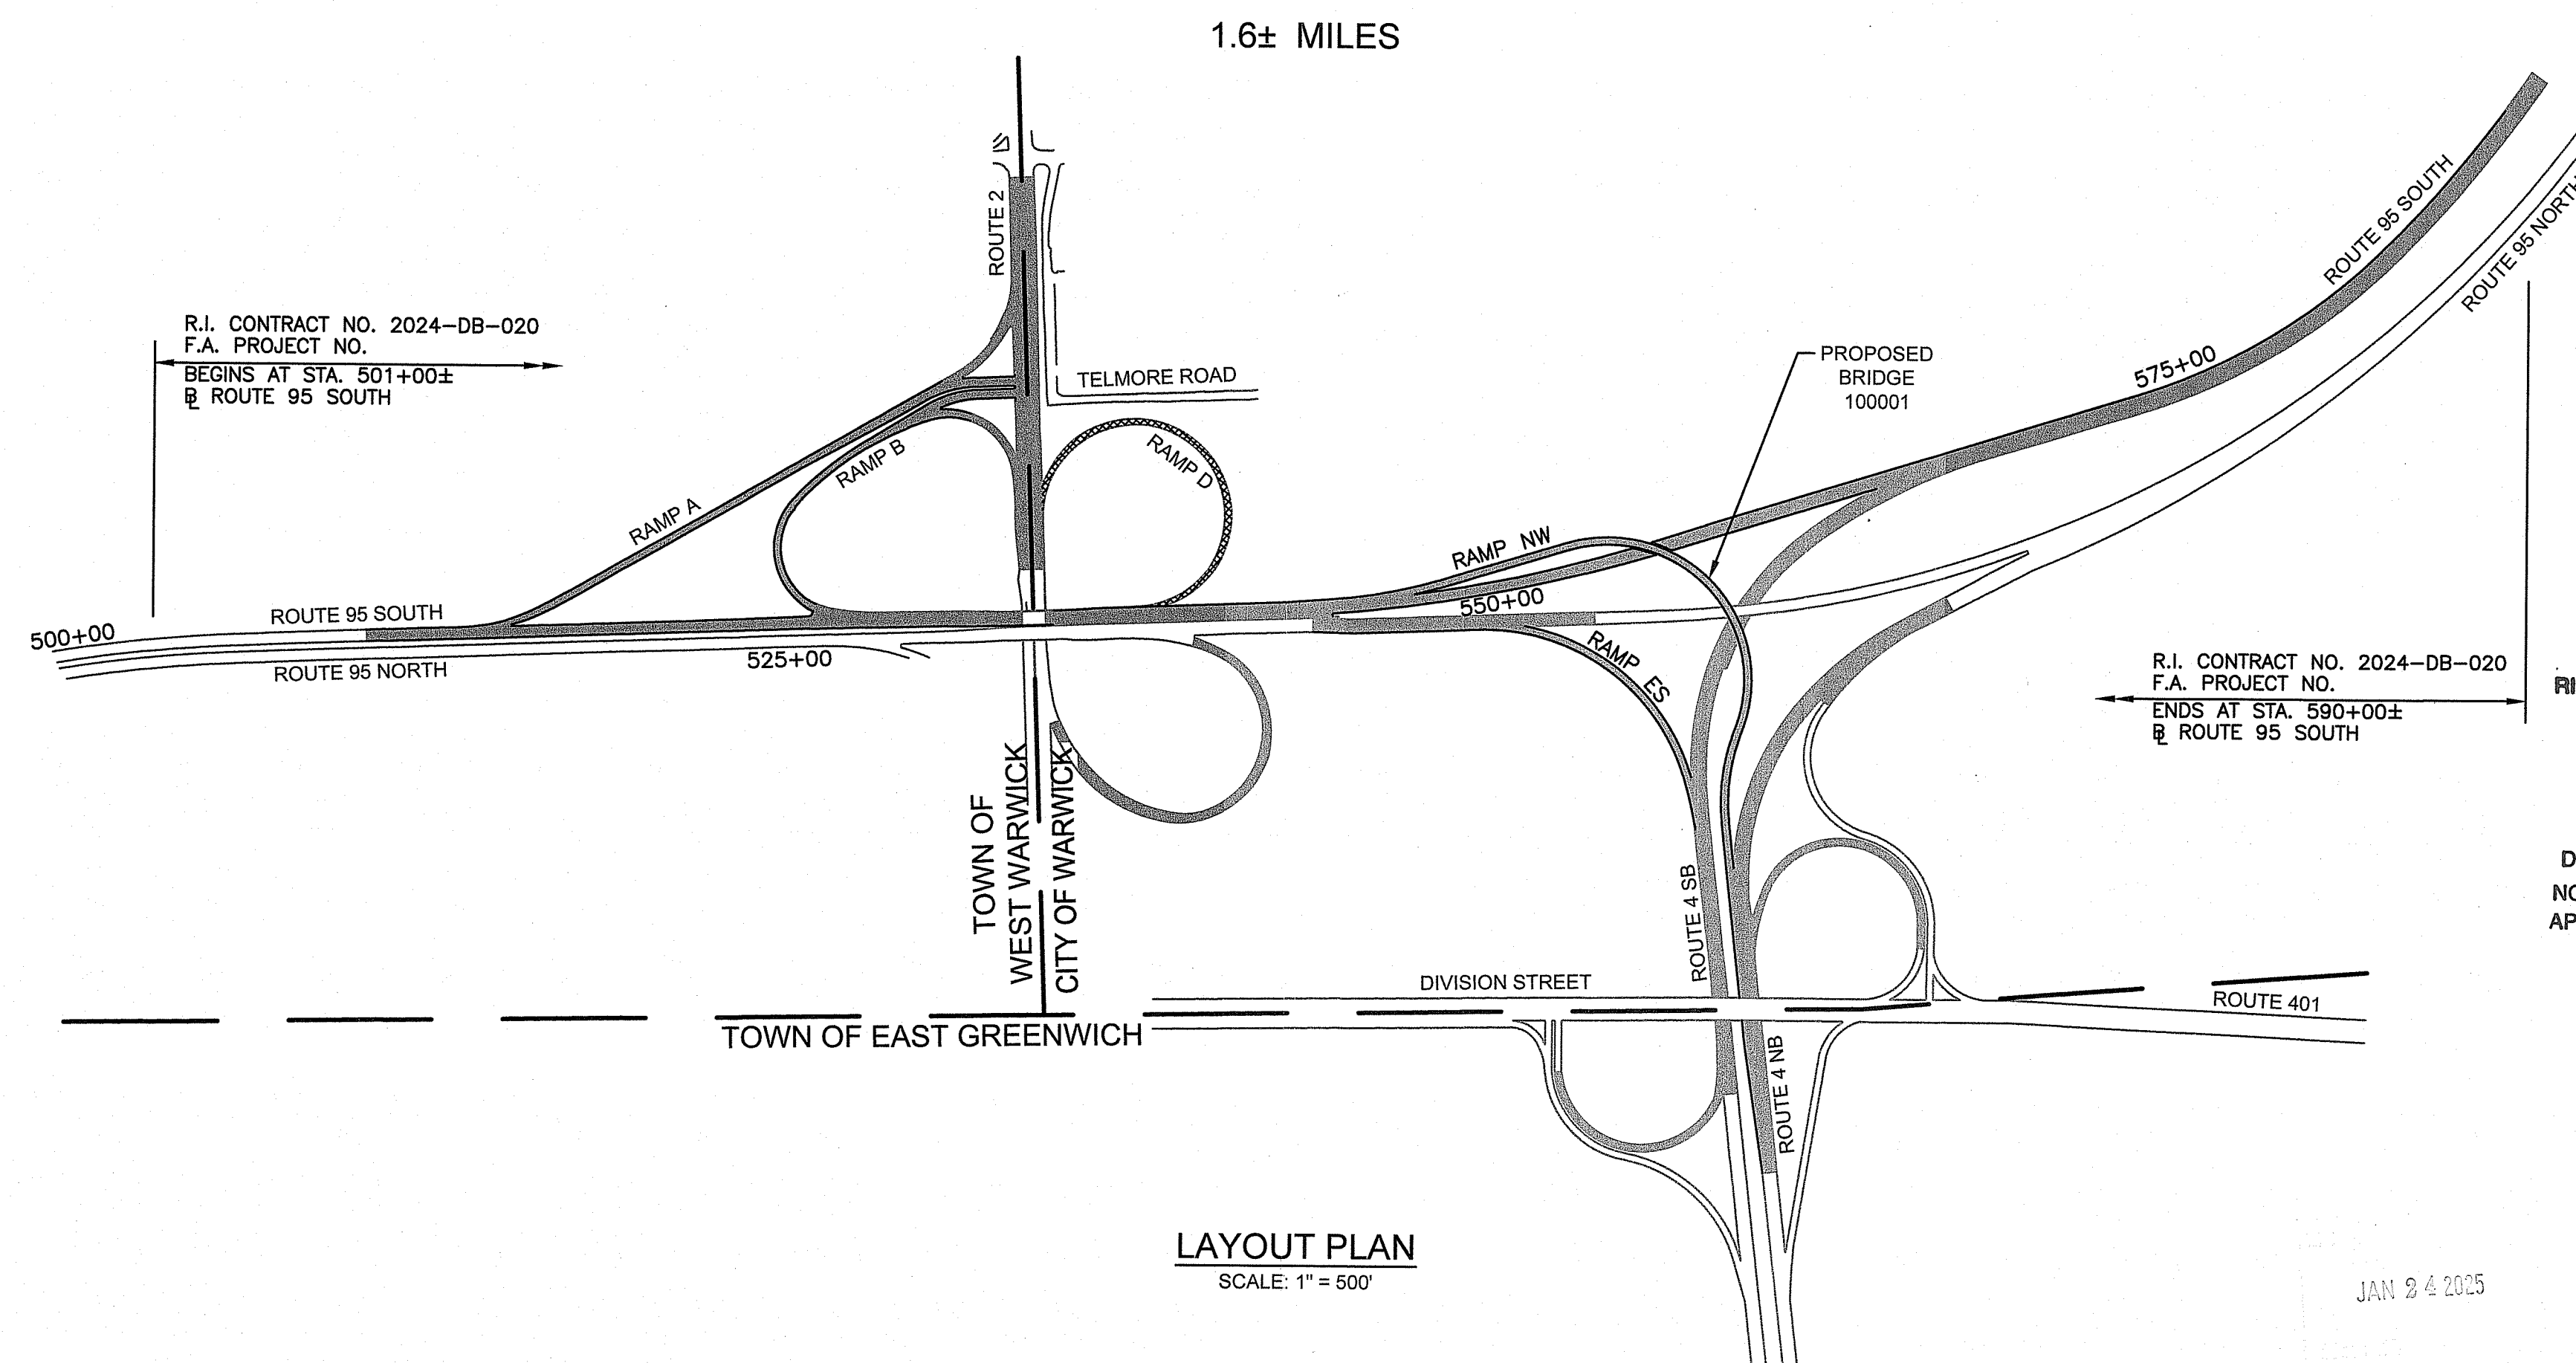 1.6± MILES
ROUTE 2
ROUTE 95 SOUTH
ROUTE 95 NORTH
R.I. CONTRACT NO. 2024-DB-020
F.A. PROJECT NO.
BEGINS AT STA. 501+00±
℄ ROUTE 95 SOUTH
PROPOSED
BRIDGE
100001
575+00
TELMORE ROAD
RAMP B
RAMP D
RAMP A
RAMP NW
550+00
ROUTE 95 SOUTH
500+00
RAMP ES
525+00
ROUTE 95 NORTH
R.I. CONTRACT NO. 2024-DB-020
F.A. PROJECT NO.
ENDS AT STA. 590+00±
℄ ROUTE 95 SOUTH
RI
TOWN OF
WEST WARWICK
CITY OF WARWICK
ROUTE 4 SB
D
NO
AP
DIVISION STREET
ROUTE 401
TOWN OF EAST GREENWICH
ROUTE 4 NB
LAYOUT PLAN
SCALE: 1" = 500'
JAN 24 2025